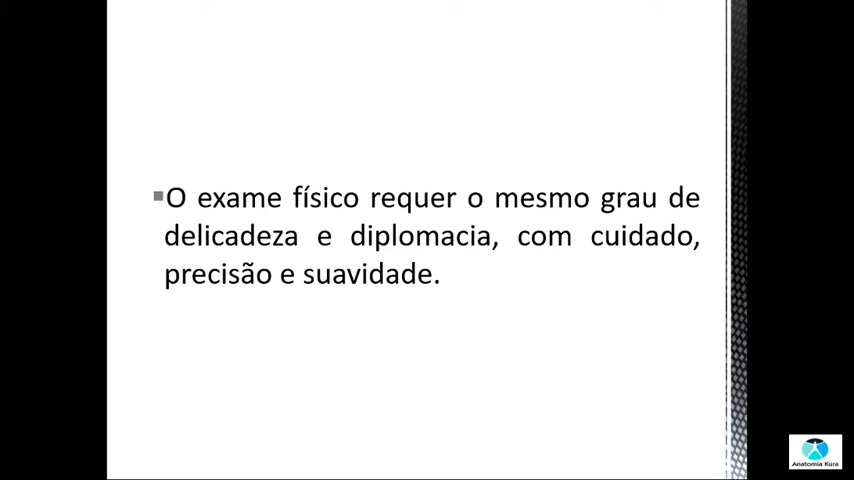 O exame físico requer o mesmo grau de
delicadeza e diplomacia, com cuidado,
precisão e suavidade.
Anatomia Kura